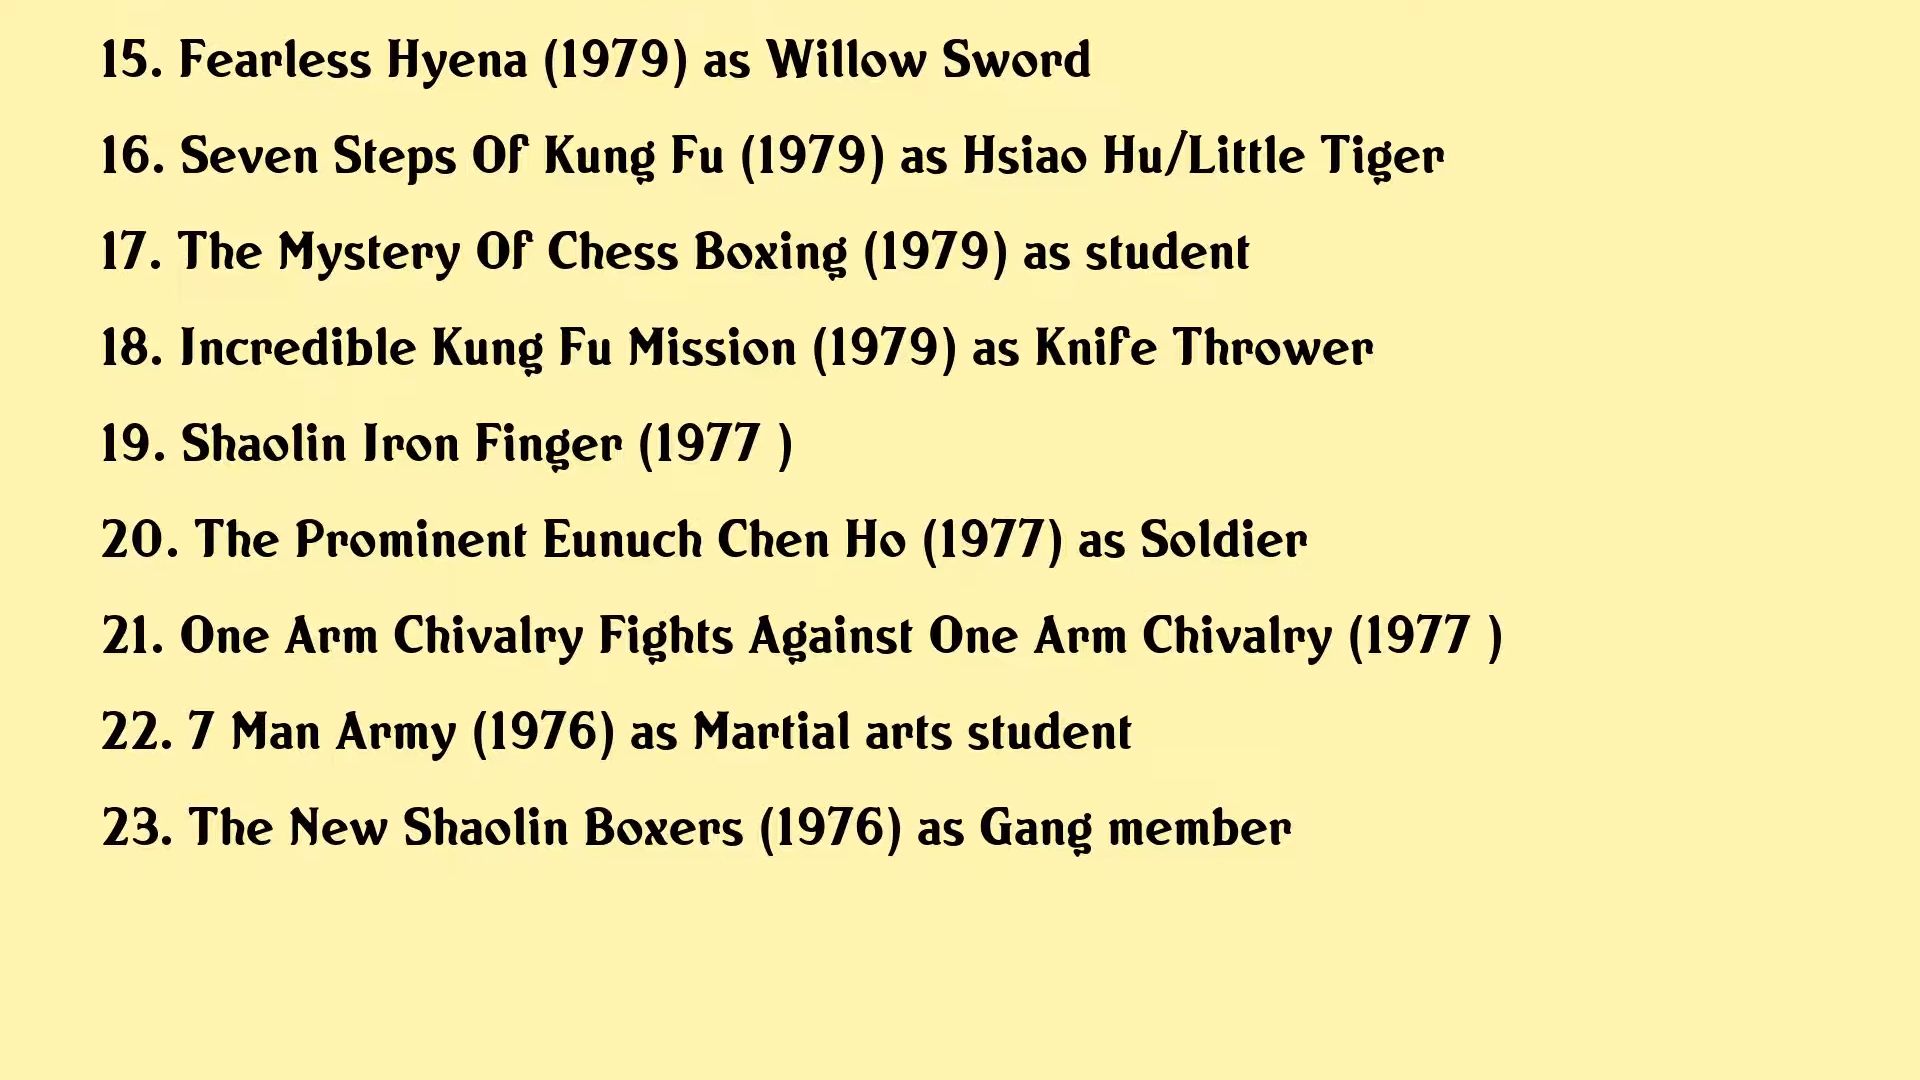 15. Fearless Hyena (1979) as Willow Sword
16. Seven Steps Of Kung Fu (1979) as Hsiao Hu/Little Tiger
17. The Mystery Of Chess Boxing (1979) as student
18. Incredible Kung Fu Mission (1979) as Knife Thrower
19. Shaolin Iron Finger (1977 )
20. The Prominent Eunuch Chen Ho (1977) as Soldier
21. One Arm Chivalry Fights Against One Arm Chivalry (1977 )
22. 7 Man Army (1976) as Martial arts student
23. The New Shaolin Boxers (1976) as Gang member